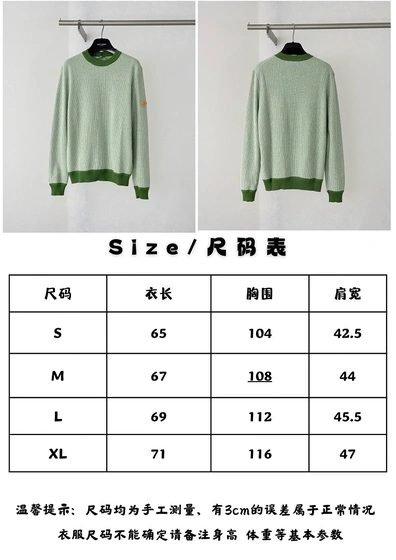 Size/尺码表
尺码 衣长 胸围 肩宽
S 65 104 42.5
M 67 108 44
L 69 112 45.5
XL 71 116 47
温馨提示：尺码均为手工测量、有3cm的误差属于正常情况
衣服尺码不能确定请备注身高 体重等基本参数